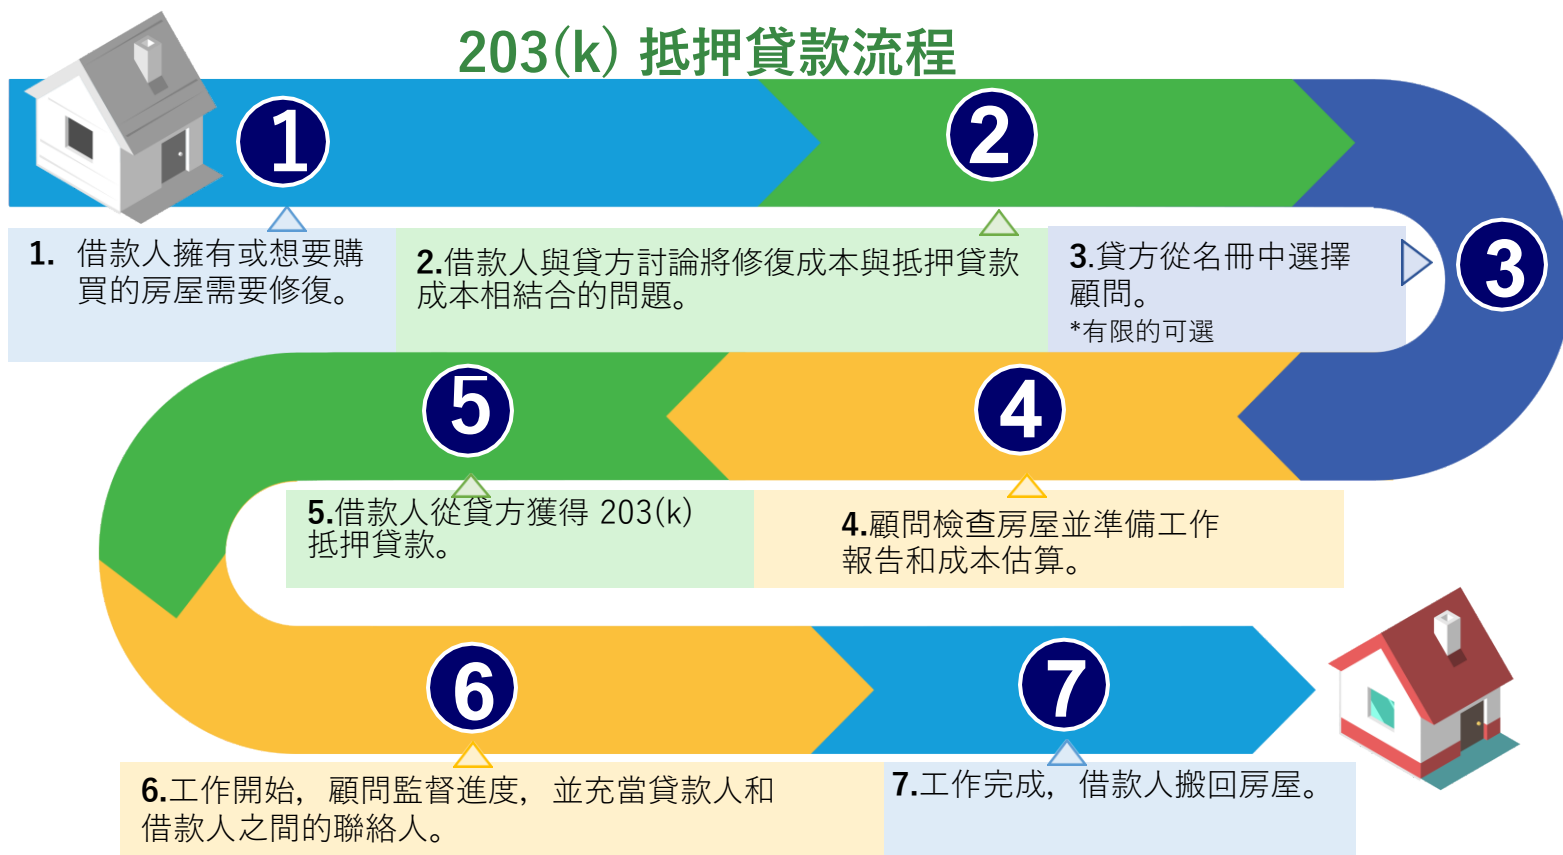 203(k) 抵押貸款流程
1
2
1. 借款人擁有或想要購
買的房屋需要修復。
2.借款人與貸方討論將修復成本與抵押貸款
成本相結合的問題。
3.貸方從名冊中選擇
顧問。
*有限的可選
3
5
4
5.借款人從貸方獲得 203(k)
抵押貸款。
4.顧問檢查房屋並準備工作
報告和成本估算。
6
7
6.工作開始，顧問監督進度，並充當貸款人和
借款人之間的聯絡人。
7.工作完成，借款人搬回房屋。